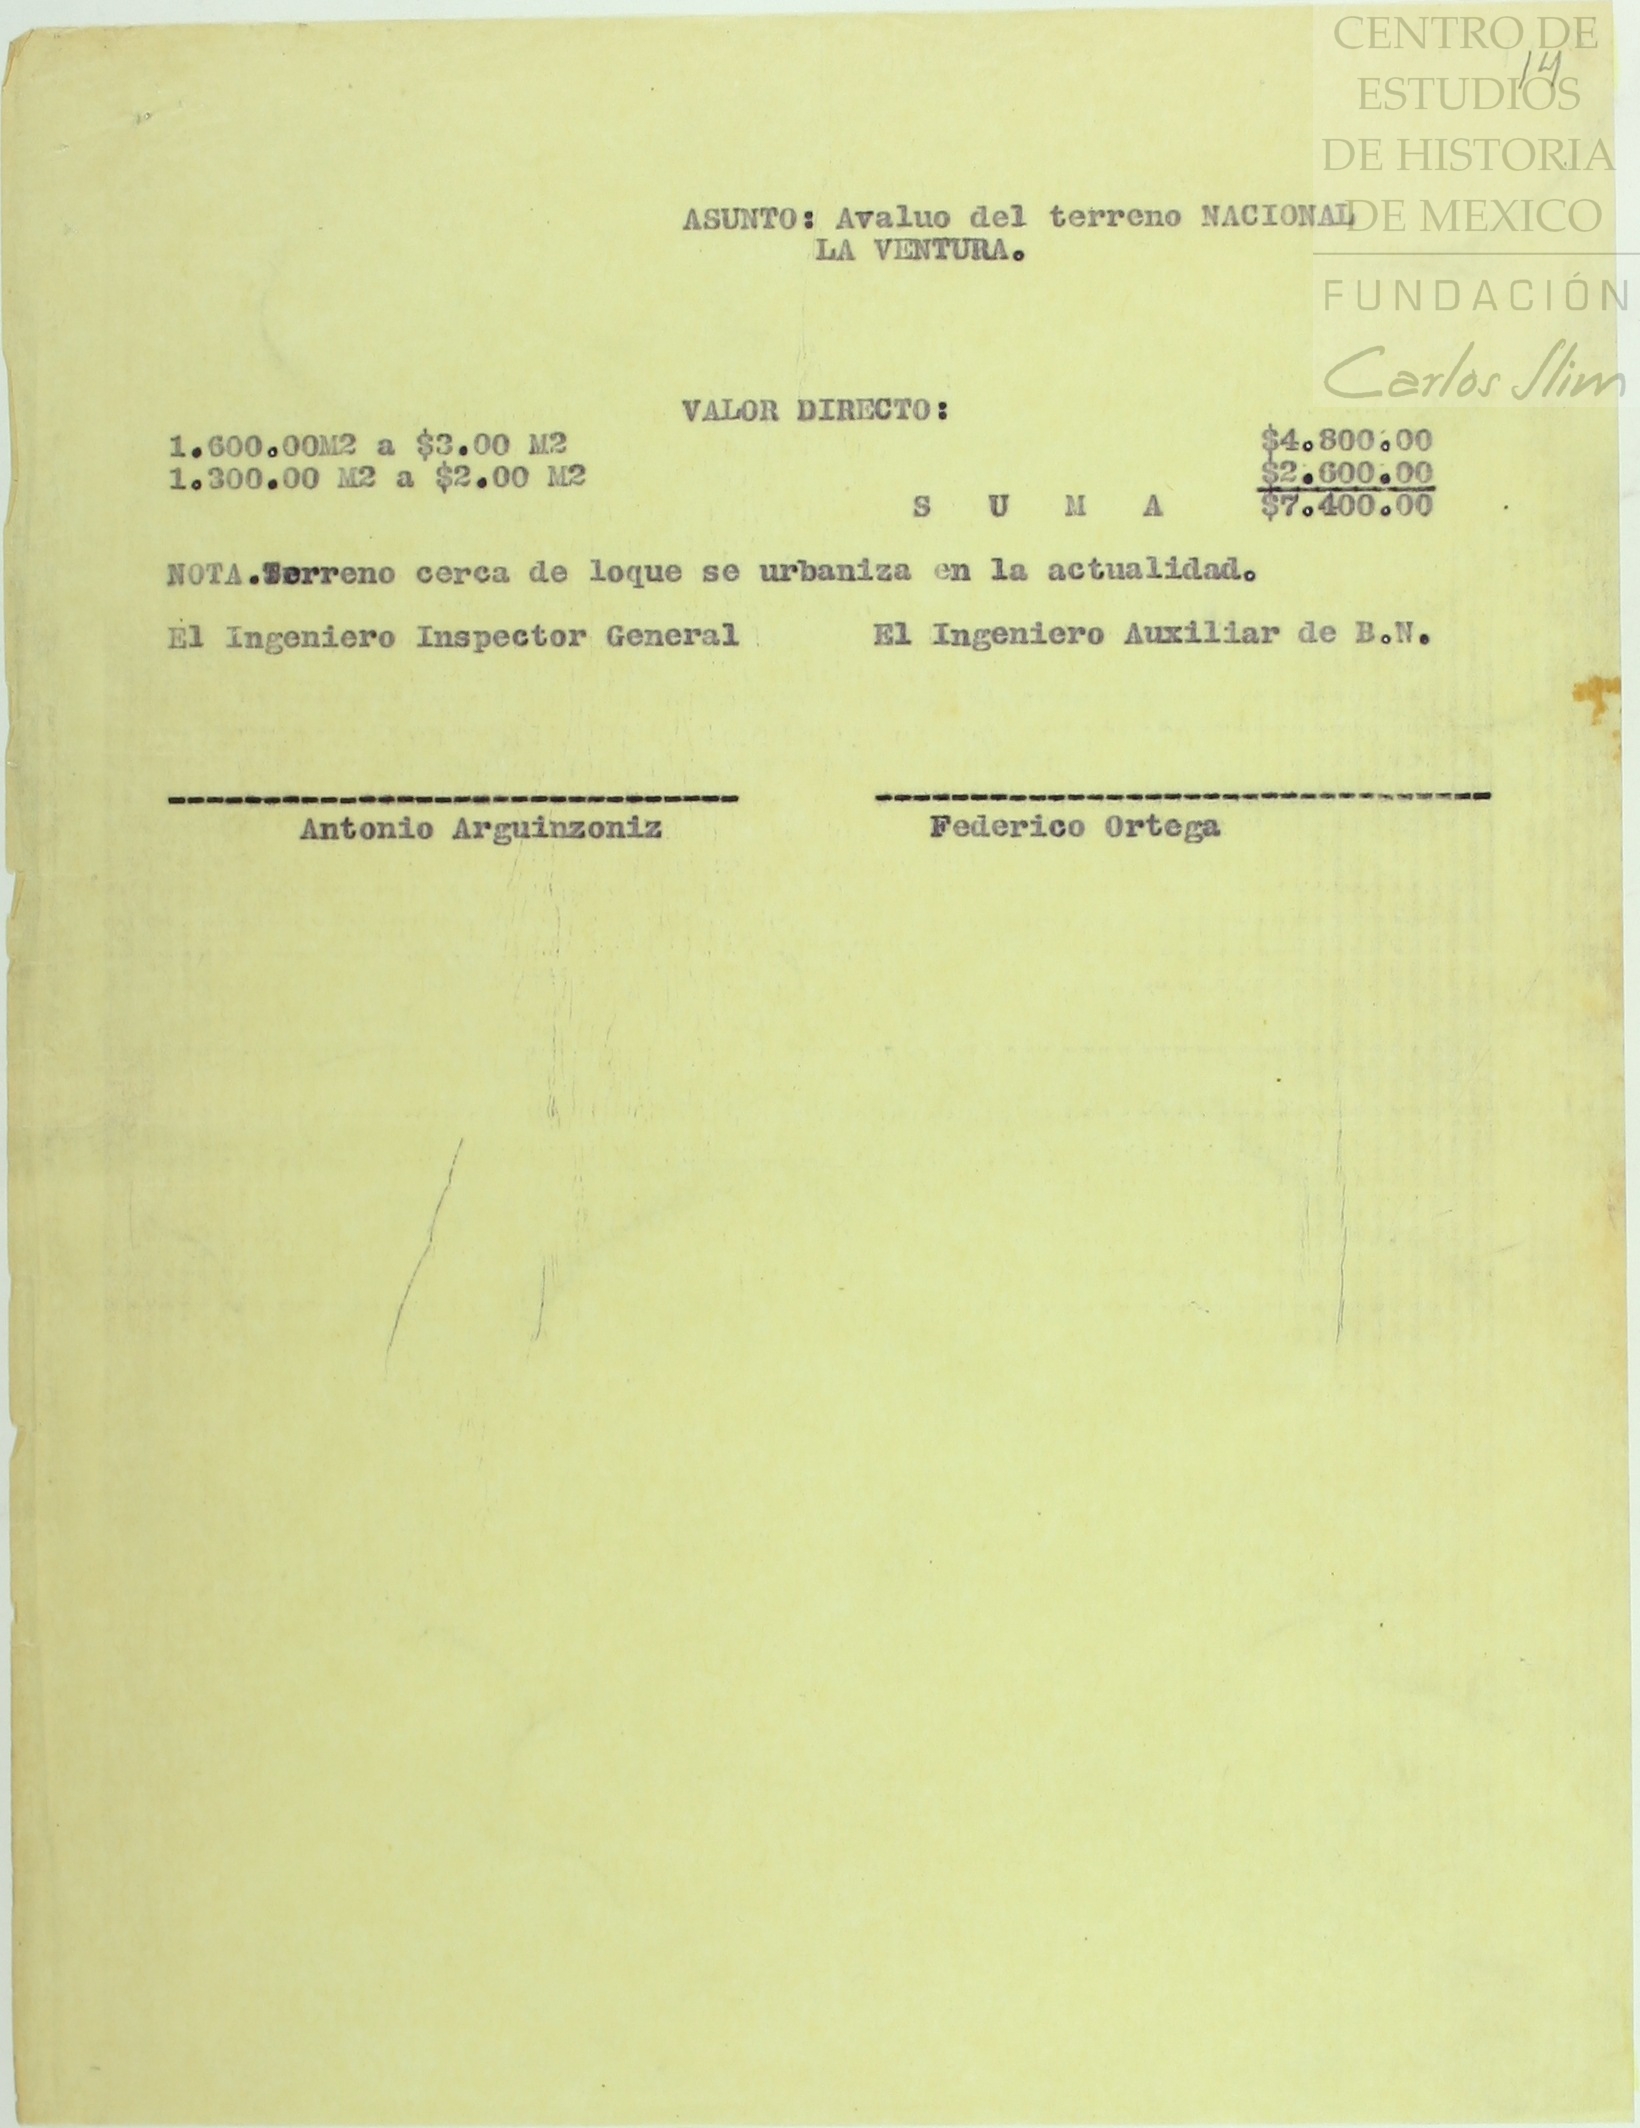 CENTRO DE
14
ESTUDIOS
DE HISTORIA
DE MEXICO
FUNDACIÓN
Carlos Slim
ASUNTO: Avaluo del terreno NACIONAL
LA VENTURA.
VALOR DIRECTO:
1.600.00M2 a $3.00 M2 $4.800.00
1.300.00 M2 a $2.00 M2 $2.600.00
S U M A $7.400.00
NOTA.Terreno cerca de loque se urbaniza en la actualidad.
El Ingeniero Inspector General El Ingeniero Auxiliar de B.N.
Antonio Arguinzoniz Federico Ortega